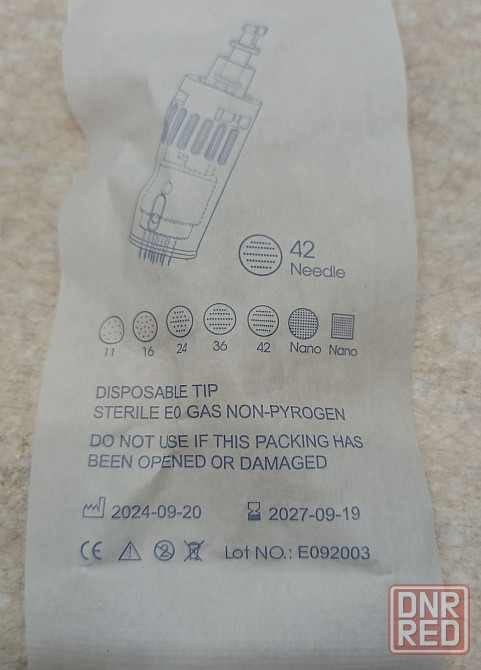 42
Needle
11 16 24 36 42 Nano Nano
DISPOSABLE TIP
STERILE EO GAS NON-PYROGEN
DO NOT USE IF THIS PACKING HAS
BEEN OPENED OR DAMAGED
2024-09-20 2027-09-19
CE Lot NO.: E092003
DNR
RED